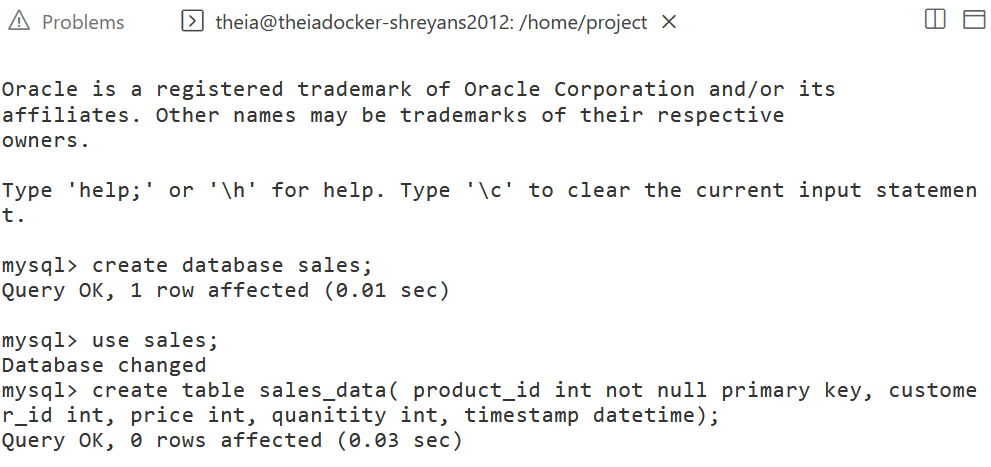 Problems theia@theiadocker-shreyans2012: /home/project
Oracle is a registered trademark of Oracle Corporation and/or its
affiliates. Other names may be trademarks of their respective
owners.
Type 'help;' or '\h' for help. Type '\c' to clear the current input statemen
t.
mysql> create database sales;
Query OK, 1 row affected (0.01 sec)
mysql> use sales;
Database changed
mysql> create table sales_data( product_id int not null primary key, custome
r_id int, price int, quanitity int, timestamp datetime);
Query OK, 0 rows affected (0.03 sec)